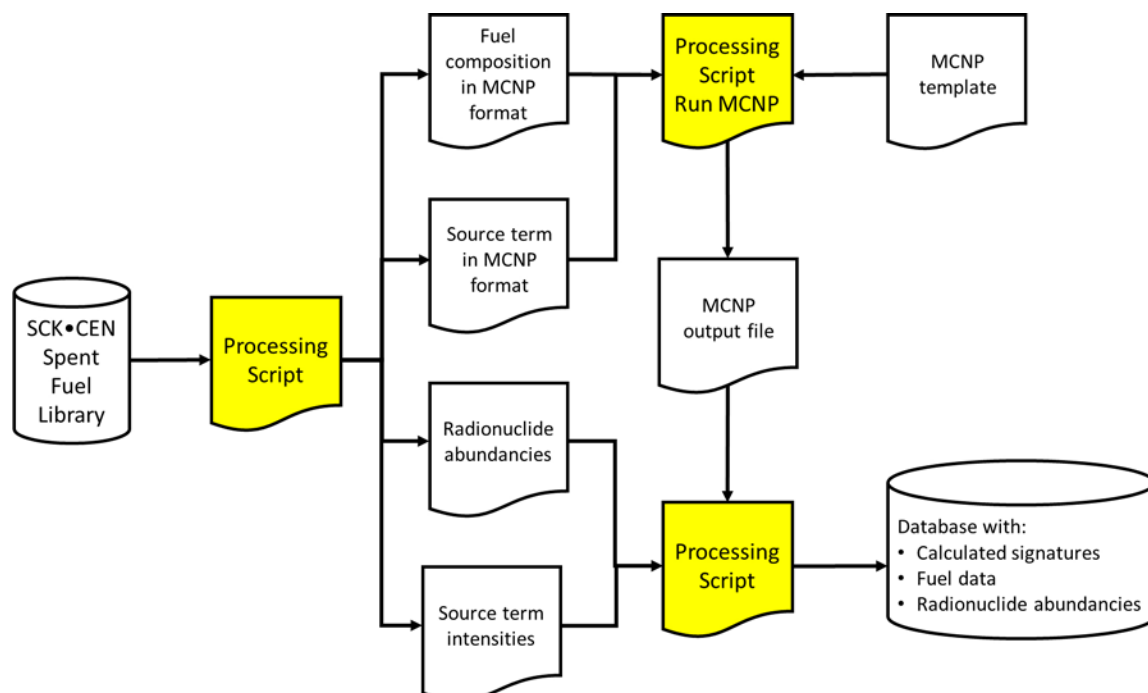 SCK•CEN
Spent
Fuel
Library
Processing
Script
Fuel
composition
in MCNP
format
Source term
in MCNP
format
Radionuclide
abundancies
Source term
intensities
Processing
Script
Run MCNP
MCNP
template
MCNP
output file
Processing
Script
Database with:
• Calculated signatures
• Fuel data
• Radionuclide abundancies